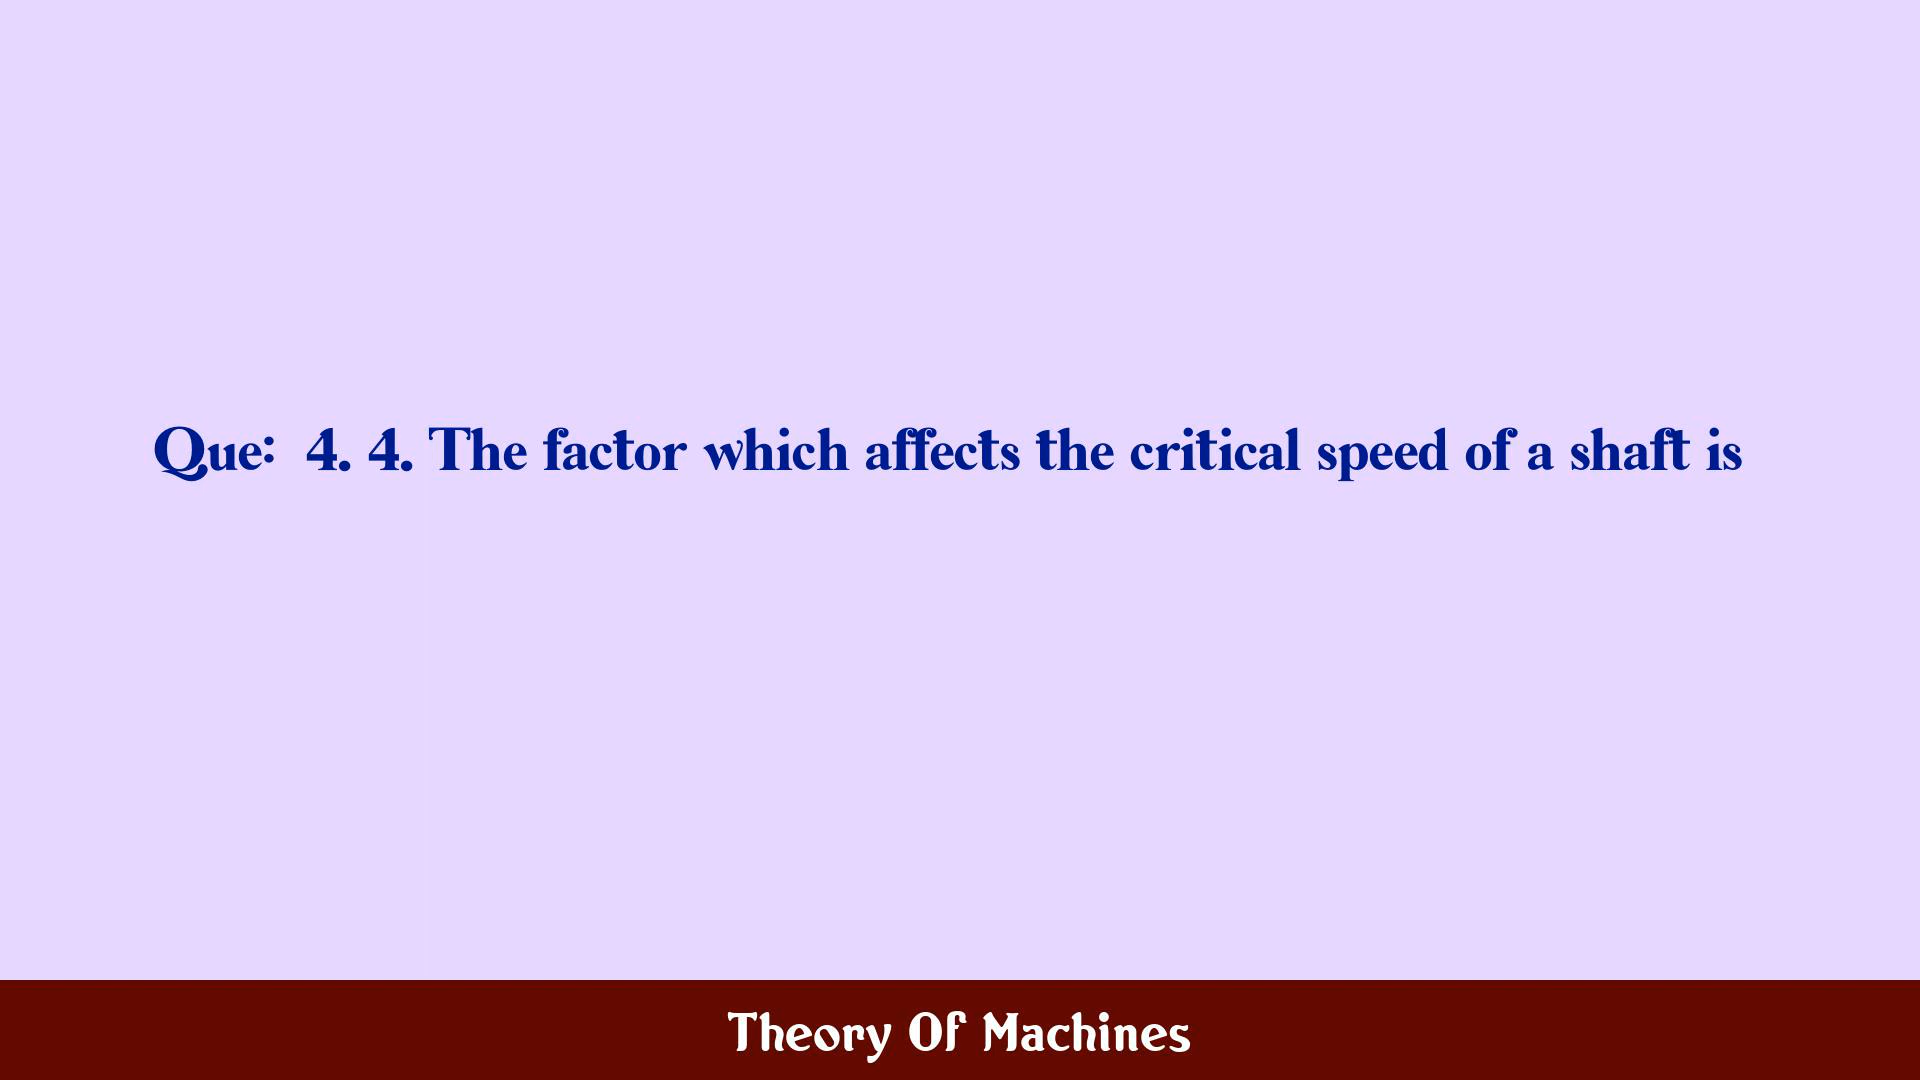 Que: 4. 4. The factor which affects the critical speed of a shaft is
Theory Of Machines